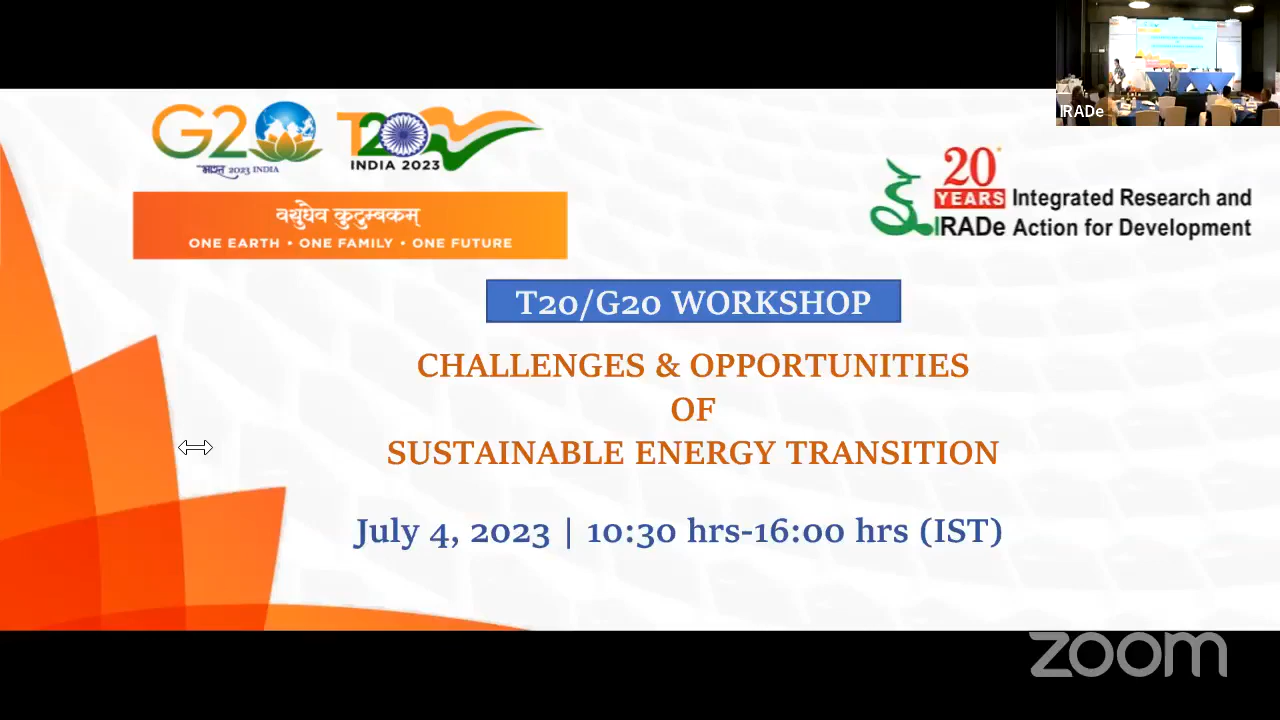 G20
भारत 2023 INDIA
T20
INDIA 2023
वसुधैव कुटुम्बकम्
ONE EARTH • ONE FAMILY • ONE FUTURE
20
YEARS
IRADe
Integrated Research and
Action for Development
IRADe
T20/G20 WORKSHOP
CHALLENGES & OPPORTUNITIES
OF
SUSTAINABLE ENERGY TRANSITION
July 4, 2023 | 10:30 hrs-16:00 hrs (IST)
zoom